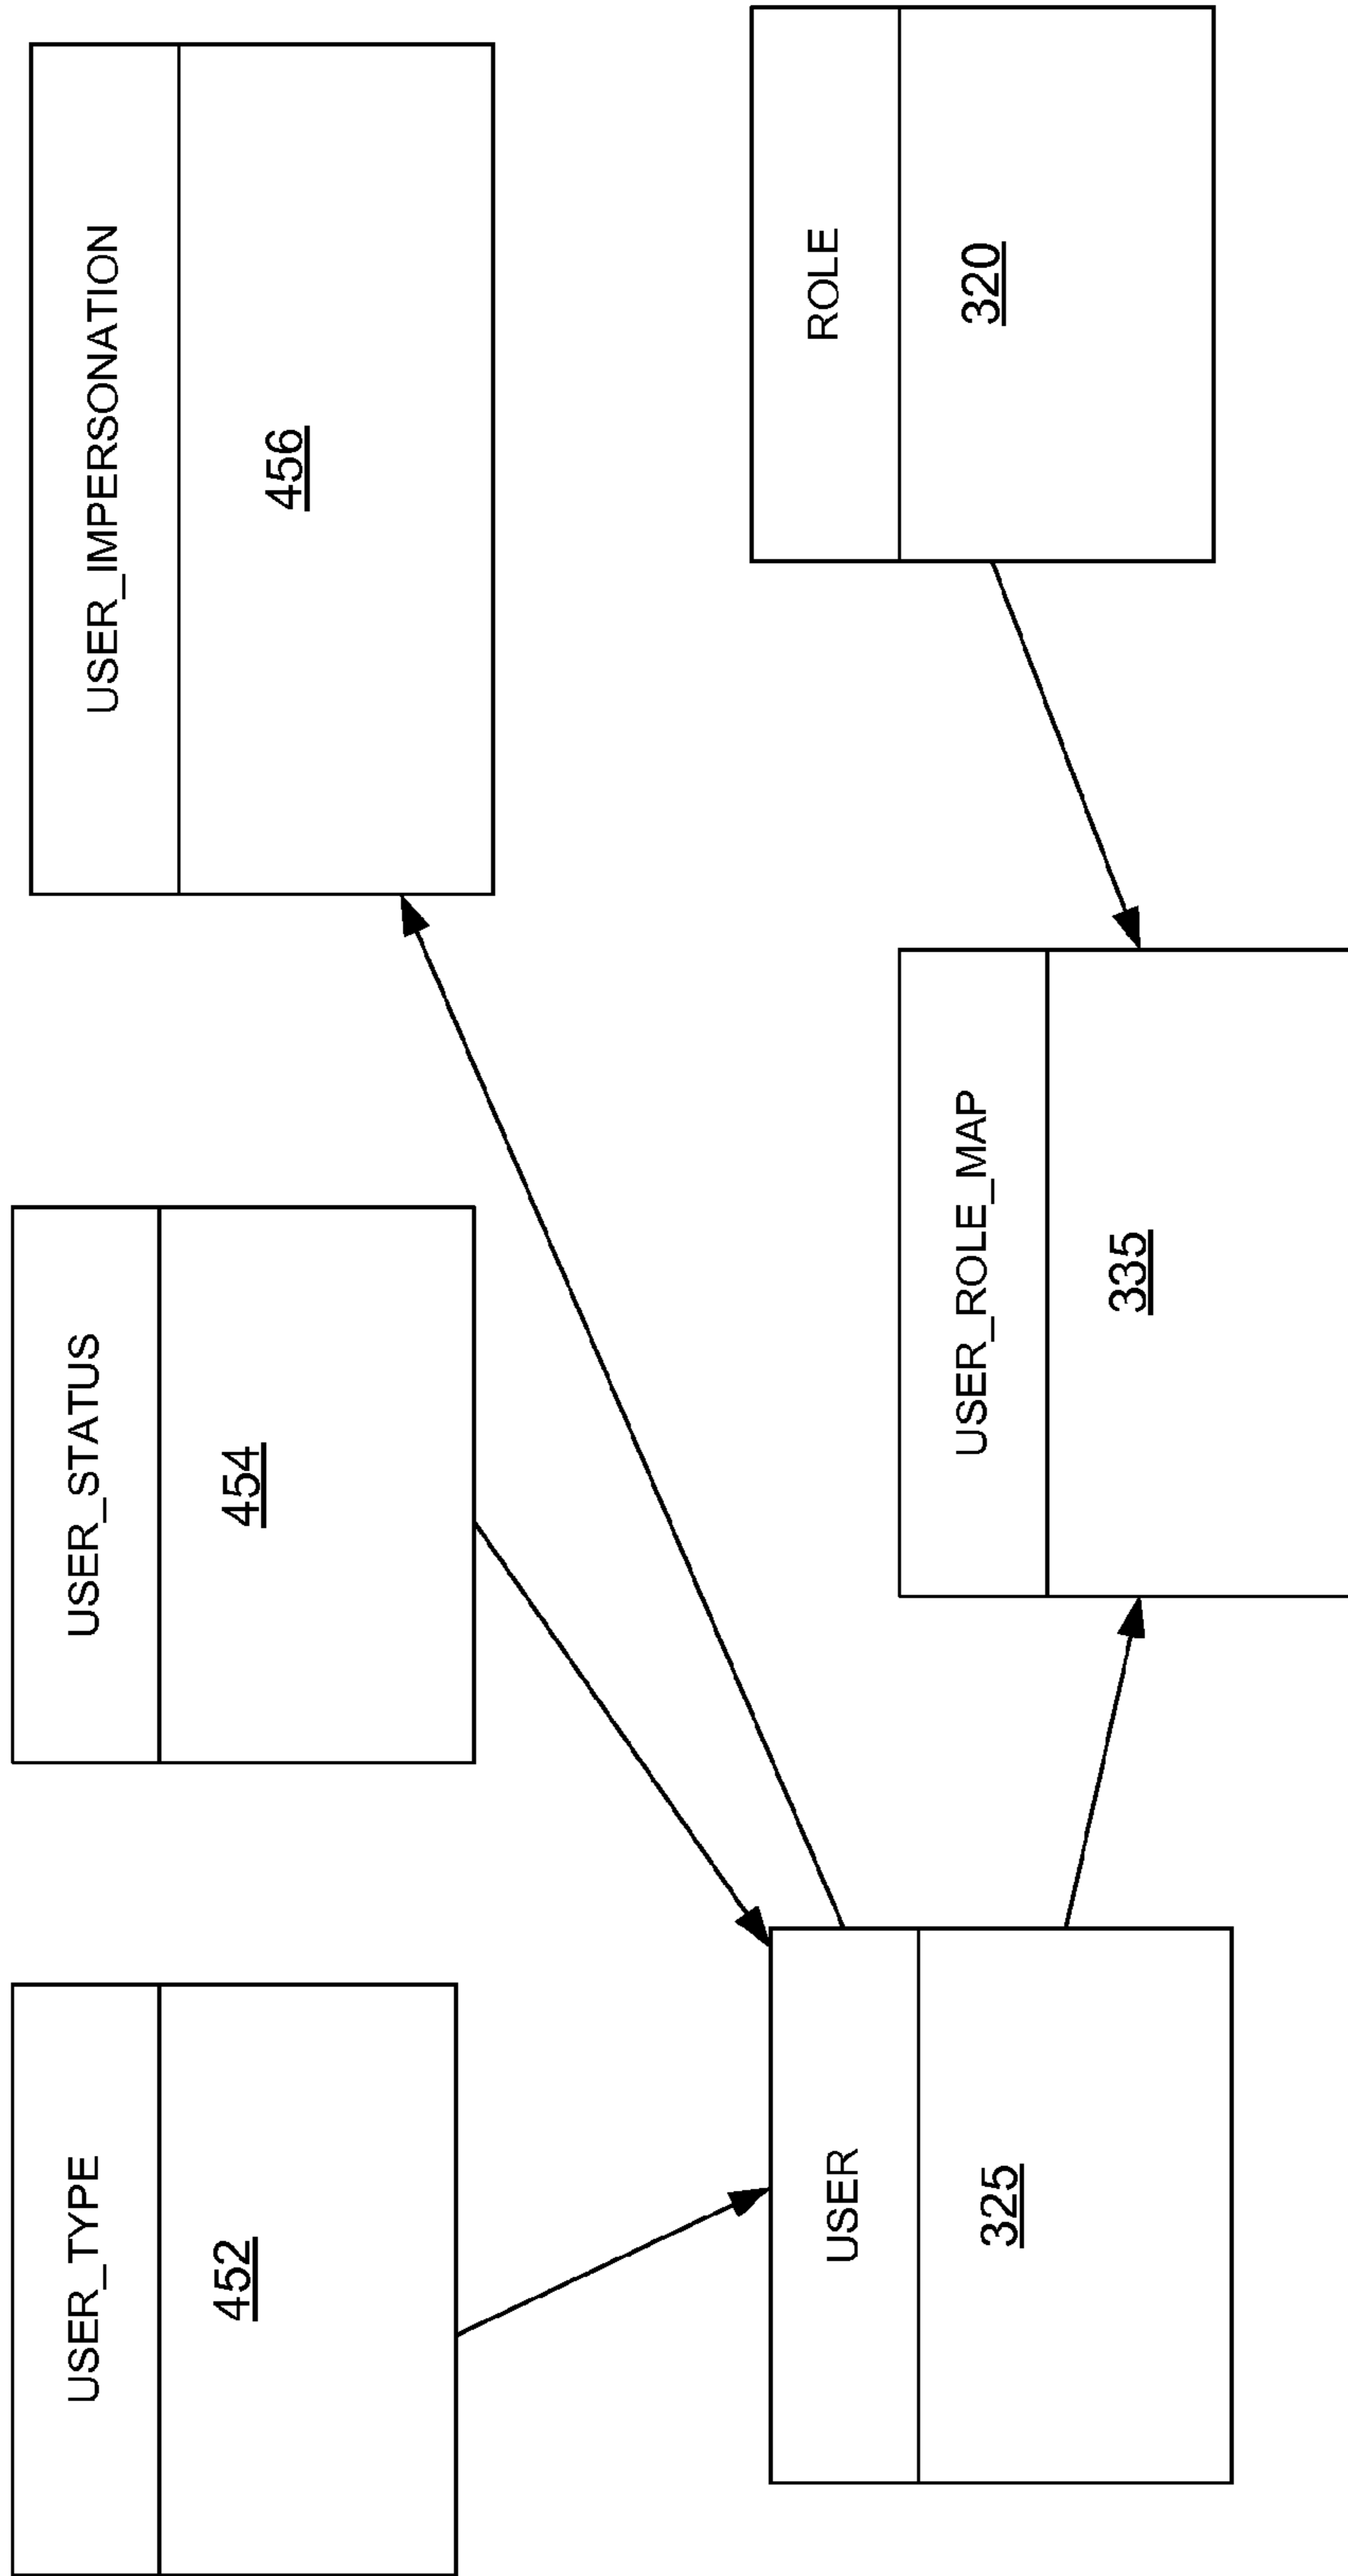 USER_TYPE
452
USER_STATUS
454
USER_IMPERSONATION
456
USER
325
USER_ROLE_MAP
335
ROLE
320